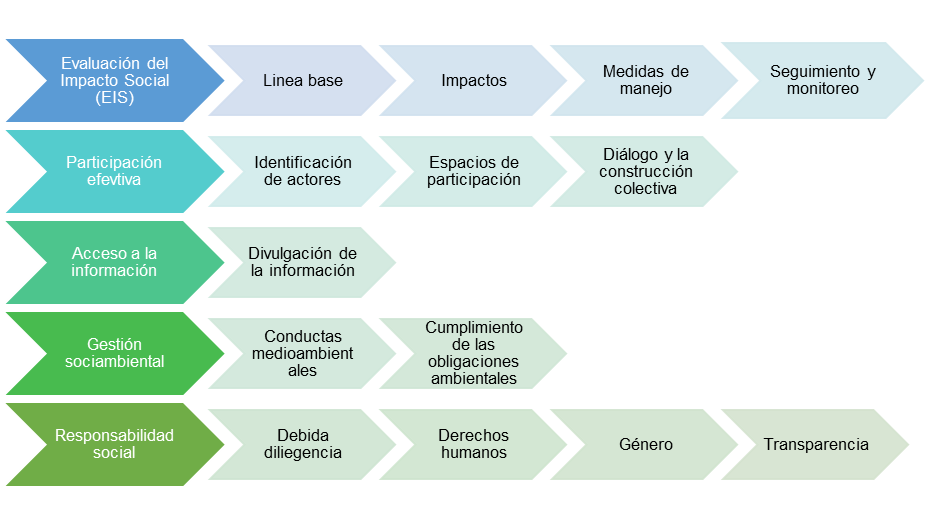 Evaluación del
Impacto Social
(EIS)
Linea base
Impactos
Medidas de
manejo
Seguimiento y
monitoreo
Participación
efevtiva
Identificación
de actores
Espacios de
participación
Diálogo y la
construcción
colectiva
Acceso a la
información
Divulgación de
la información
Gestión
sociambiental
Conductas
medioambient
ales
Cumplimiento
de las
obligaciones
ambientales
Responsabilidad
social
Debida
diliegencia
Derechos
humanos
Género
Transparencia